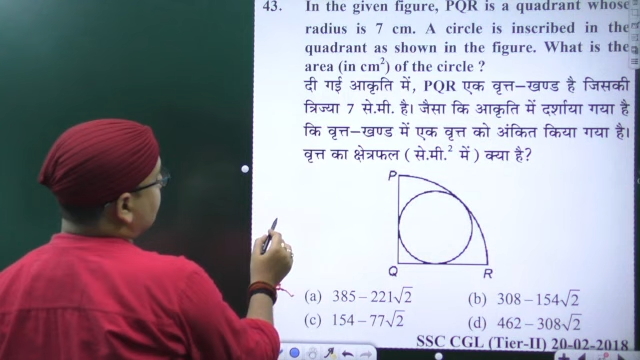 43. In the given figure, PQR is a quadrant whose
radius is 7 cm. A circle is inscribed in the
quadrant as shown in the figure. What is the
area (in cm²) of the circle ?
दी गई आकृति में, PQR एक वृत्त–खण्ड है जिसकी
त्रिज्या 7 से.मी. है। जैसा कि आकृति में दर्शाया गया है
कि वृत्त–खण्ड में एक वृत्त को अंकित किया गया है।
वृत्त का क्षेत्रफल ( से.मी.² में ) क्या है?
P
Q R
(a) 385 – 221√2 (b) 308 – 154√2
(c) 154 – 77√2 (d) 462 – 308√2
SSC CGL (Tier-II) 20-02-2018